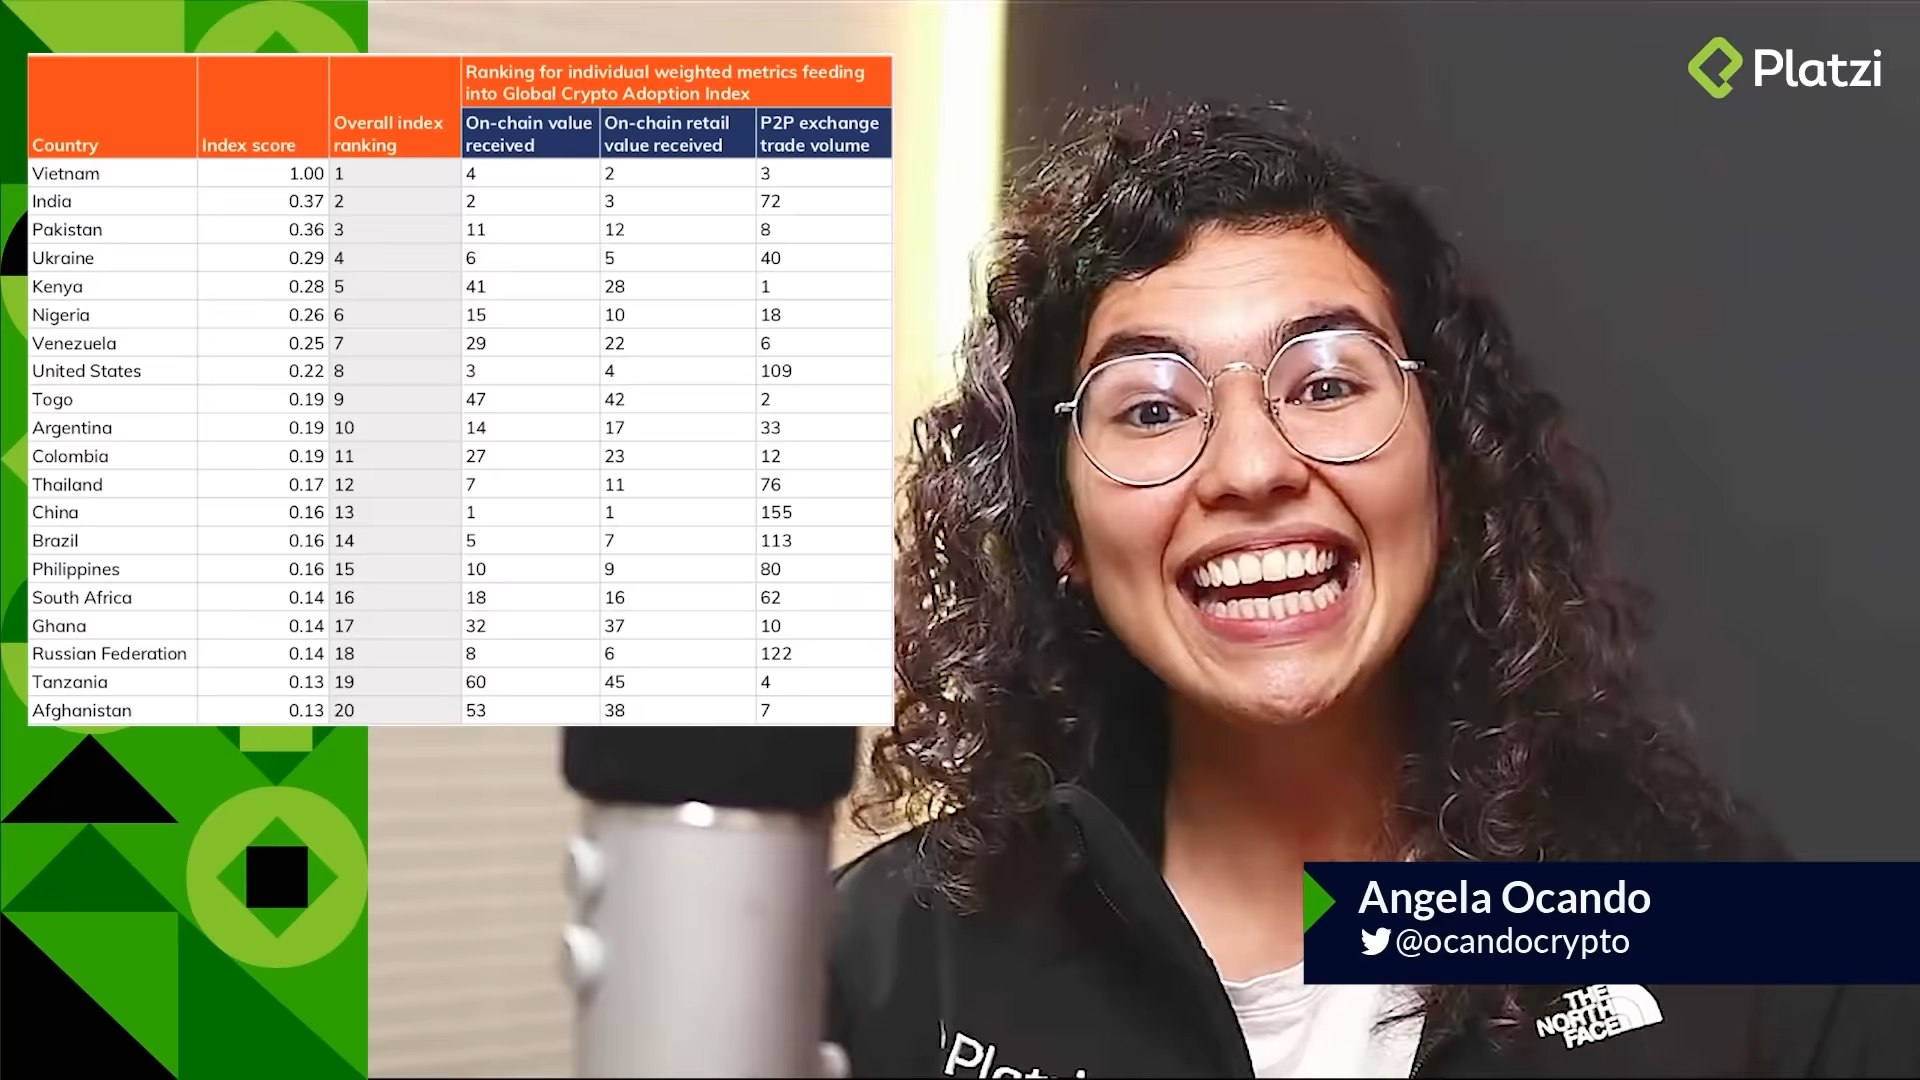 Platzi
Ranking for individual weighted metrics feeding
into Global Crypto Adoption Index
Country Index score Overall index ranking On-chain value received On-chain retail value received P2P exchange trade volume
Vietnam 1.00 1 4 2 3
India 0.37 2 2 3 72
Pakistan 0.36 3 11 12 8
Ukraine 0.29 4 6 5 40
Kenya 0.28 5 41 28 1
Nigeria 0.26 6 15 10 18
Venezuela 0.25 7 29 22 6
United States 0.22 8 3 4 109
Togo 0.19 9 47 42 2
Argentina 0.19 10 14 17 33
Colombia 0.19 11 27 23 12
Thailand 0.17 12 7 11 76
China 0.16 13 1 1 155
Brazil 0.16 14 5 7 113
Philippines 0.16 15 10 9 80
South Africa 0.14 16 18 16 62
Ghana 0.14 17 32 37 10
Russian Federation 0.14 18 8 6 122
Tanzania 0.13 19 60 45 4
Afghanistan 0.13 20 53 38 7
Angela Ocando
@ocandocrypto
THE
NORTH
FACE
Platzi